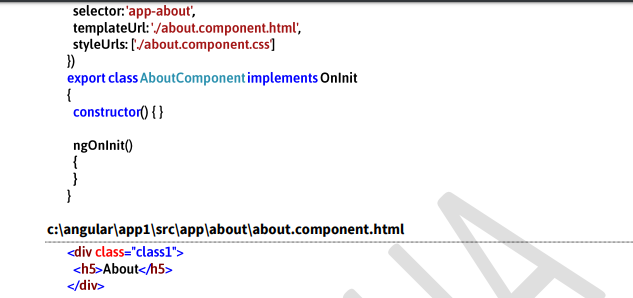 selector: 'app-about',
templateUrl: './about.component.html',
styleUrls: ['./about.component.css']
})
export class AboutComponent implements OnInit
{
constructor() { }
ngOnInit()
{
}
}
c:\angular\app1\src\app\about\about.component.html
<div class="class1">
<h5>About</h5>
</div>